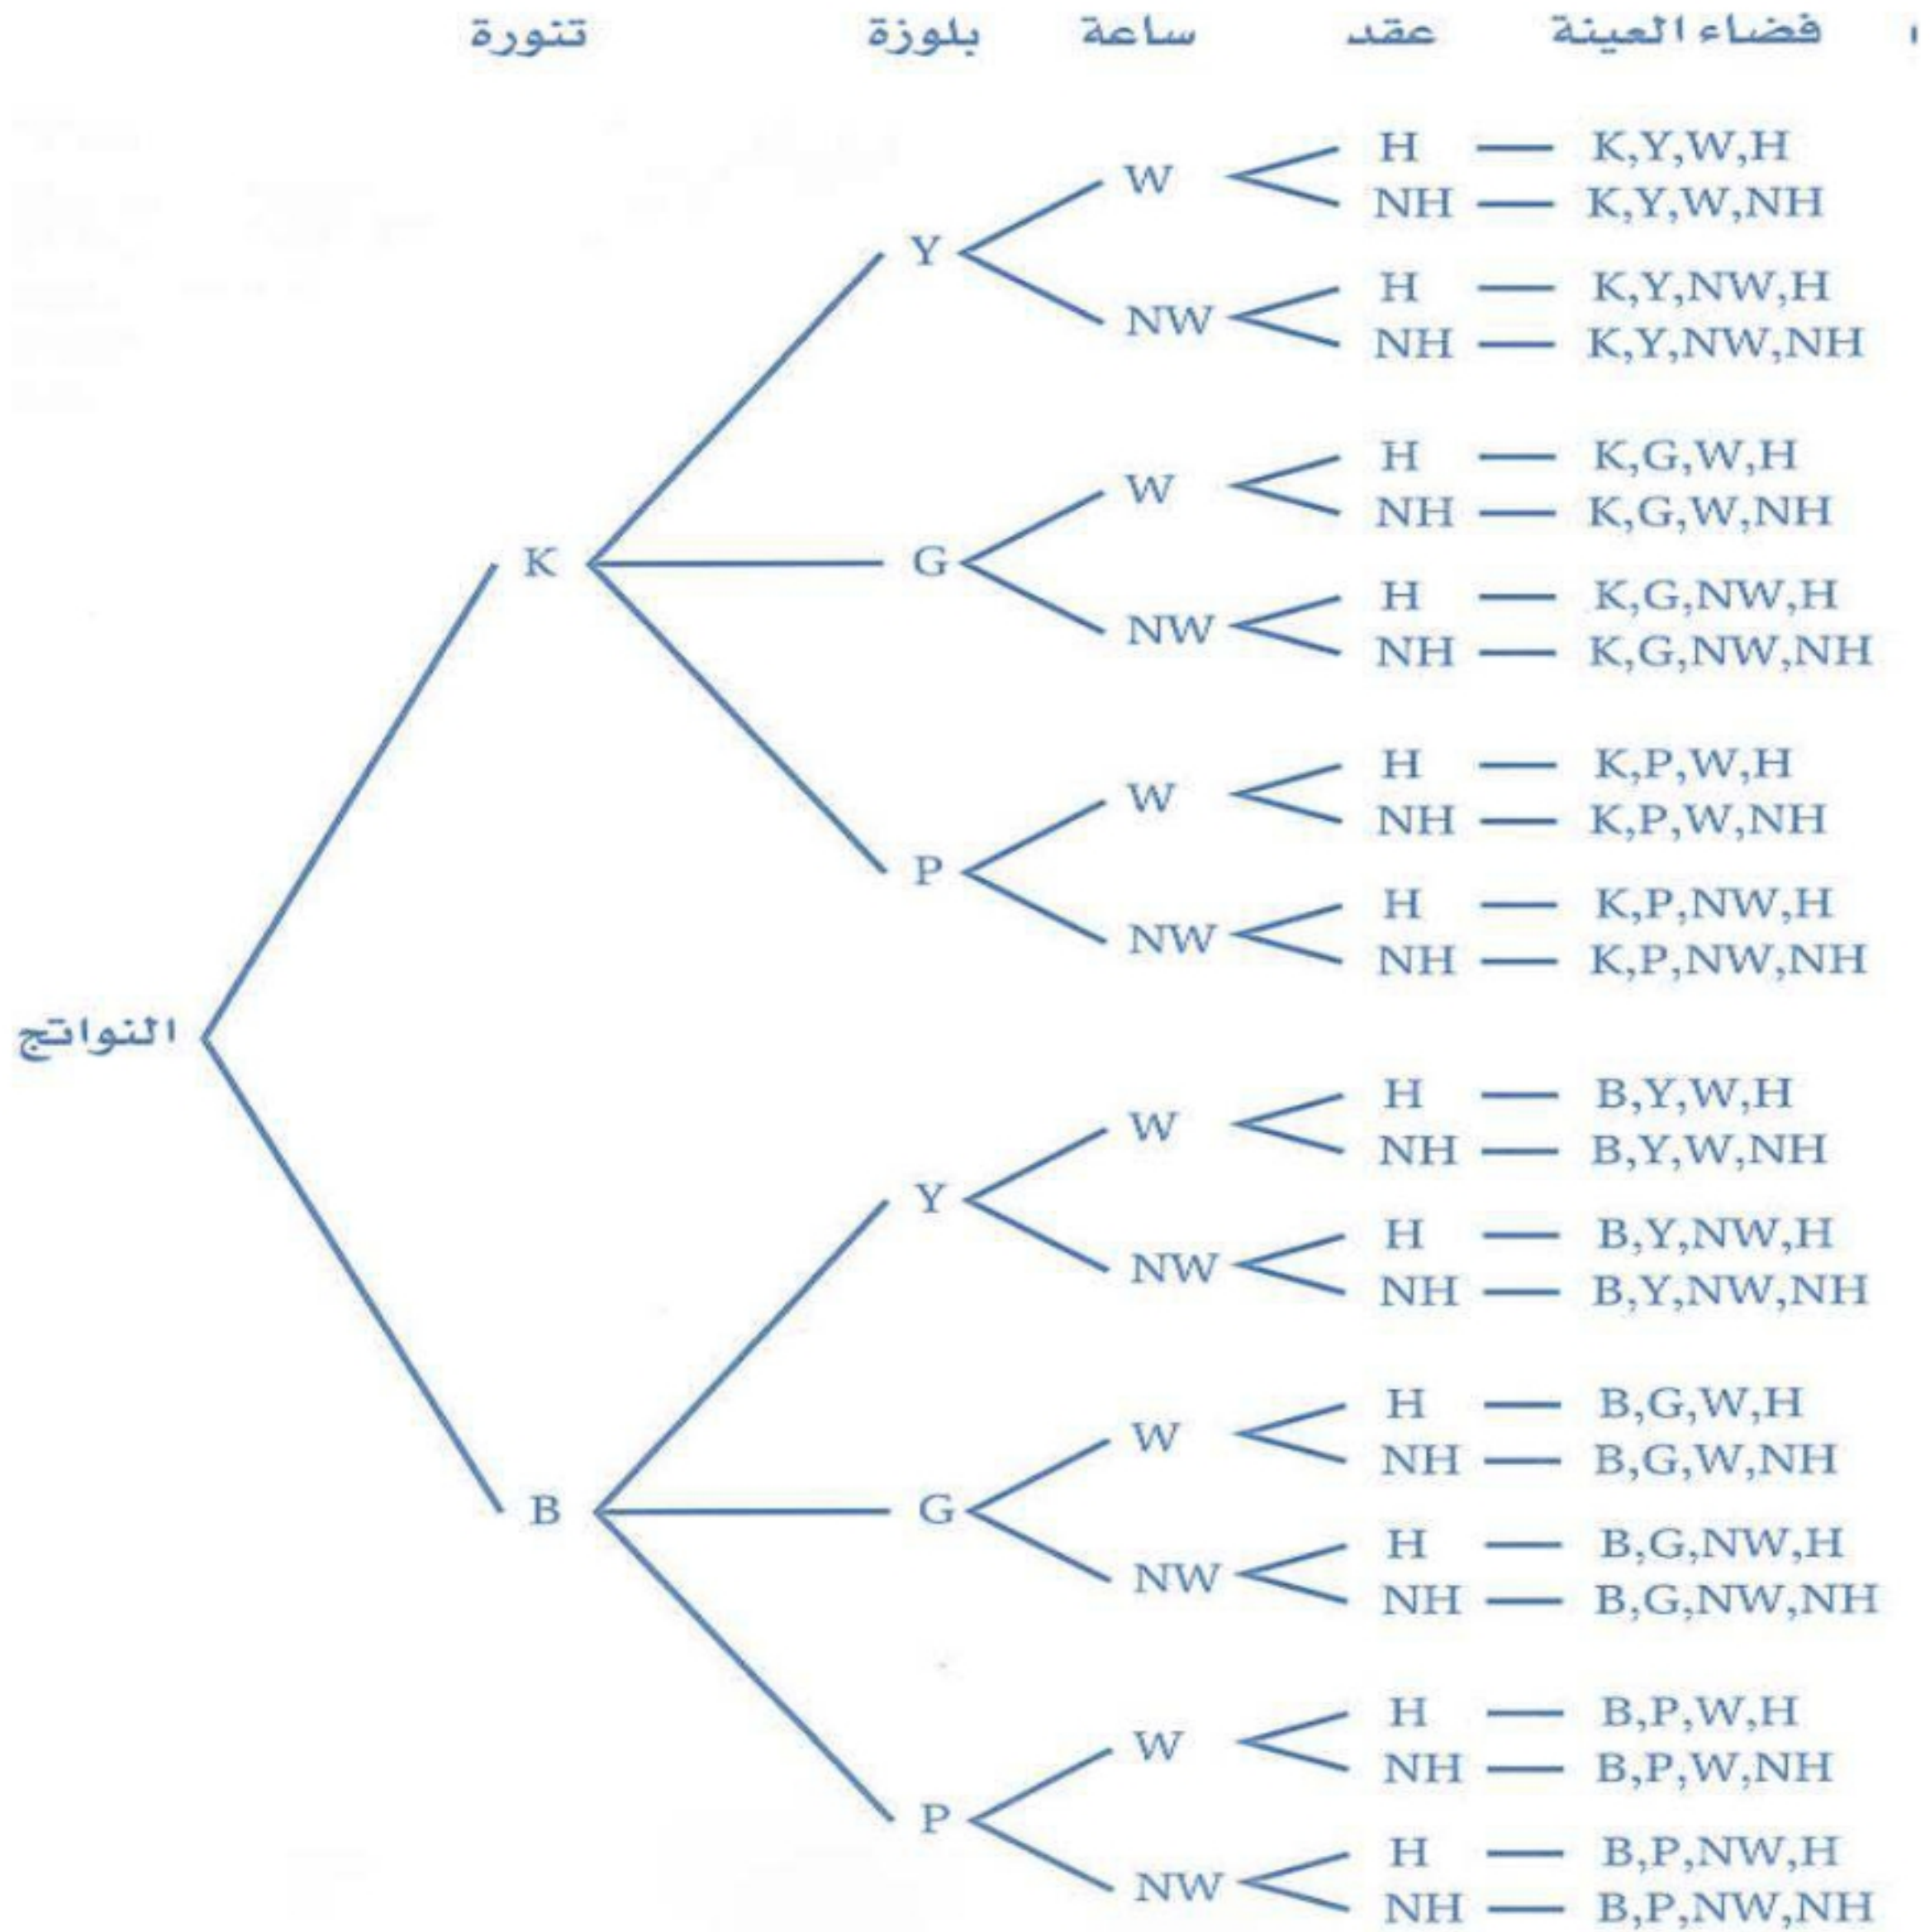 تنورة بلوزة ساعة عقد فضاء العينة
H K,Y,W,H
W
NH K,Y,W,NH
Y
H K,Y,NW,H
NW
NH K,Y,NW,NH
H K,G,W,H
W
NH K,G,W,NH
K G
H K,G,NW,H
NW
NH K,G,NW,NH
H K,P,W,H
W
NH K,P,W,NH
P
H K,P,NW,H
NW
NH K,P,NW,NH
النواتج
H B,Y,W,H
W
NH B,Y,W,NH
Y
H B,Y,NW,H
NW
NH B,Y,NW,NH
H B,G,W,H
W
NH B,G,W,NH
B G
H B,G,NW,H
NW
NH B,G,NW,NH
H B,P,W,H
W
NH B,P,W,NH
P
H B,P,NW,H
NW
NH B,P,NW,NH